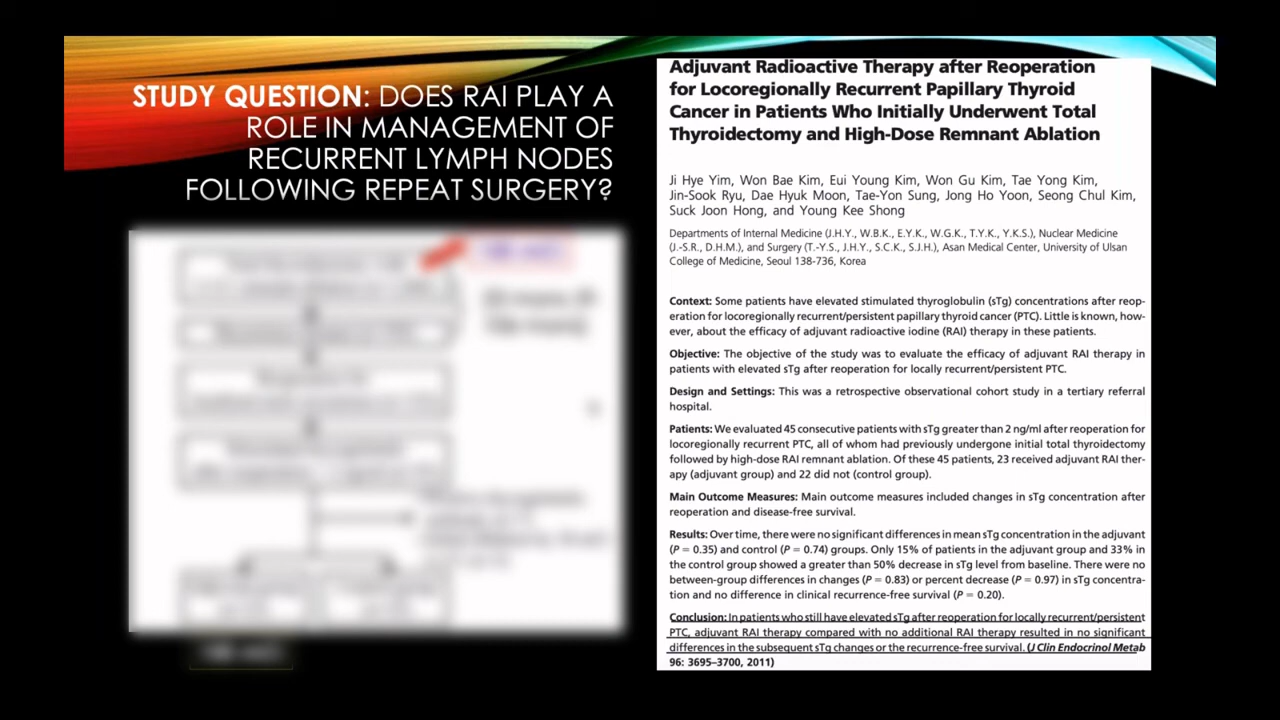 STUDY QUESTION: DOES RAI PLAY A
ROLE IN MANAGEMENT OF
RECURRENT LYMPH NODES
FOLLOWING REPEAT SURGERY?
Adjuvant Radioactive Therapy after Reoperation
for Locoregionally Recurrent Papillary Thyroid
Cancer in Patients Who Initially Underwent Total
Thyroidectomy and High-Dose Remnant Ablation
Ji Hye Yim, Won Bae Kim, Eui Young Kim, Won Gu Kim, Tae Yong Kim,
Jin-Sook Ryu, Dae Hyuk Moon, Tae-Yon Sung, Jong Ho Yoon, Seong Chul Kim,
Suck Joon Hong, and Young Kee Shong
Departments of Internal Medicine (J.H.Y., W.B.K., E.Y.K., W.G.K., T.Y.K., Y.K.S.), Nuclear Medicine
(J.-S.R., D.H.M.), and Surgery (T.-Y.S., J.H.Y., S.C.K., S.J.H.), Asan Medical Center, University of Ulsan
College of Medicine, Seoul 138-736, Korea
Context: Some patients have elevated stimulated thyroglobulin (sTg) concentrations after reop-
eration for locoregionally recurrent/persistent papillary thyroid cancer (PTC). Little is known, how-
ever, about the efficacy of adjuvant radioactive iodine (RAI) therapy in these patients.
Objective: The objective of the study was to evaluate the efficacy of adjuvant RAI therapy in
patients with elevated sTg after reoperation for locally recurrent/persistent PTC.
Design and Settings: This was a retrospective observational cohort study in a tertiary referral
hospital.
Patients: We evaluated 45 consecutive patients with sTg greater than 2 ng/ml after reoperation for
locoregionally recurrent PTC, all of whom had previously undergone initial total thyroidectomy
followed by high-dose RAI remnant ablation. Of these 45 patients, 23 received adjuvant RAI ther-
apy (adjuvant group) and 22 did not (control group).
Main Outcome Measures: Main outcome measures included changes in sTg concentration after
reoperation and disease-free survival.
Results: Over time, there were no significant differences in mean sTg concentration in the adjuvant
(P = 0.35) and control (P = 0.74) groups. Only 15% of patients in the adjuvant group and 33% in
the control group showed a greater than 50% decrease in sTg level from baseline. There were no
between-group differences in changes (P = 0.83) or percent decrease (P = 0.97) in sTg concentra-
tion and no difference in clinical recurrence-free survival (P = 0.20).
Conclusion: In patients who still have elevated sTg after reoperation for locally recurrent/persistent
PTC, adjuvant RAI therapy compared with no additional RAI therapy resulted in no significant
differences in the subsequent sTg changes or the recurrence-free survival. (J Clin Endocrinol Metab
96: 3695–3700, 2011)